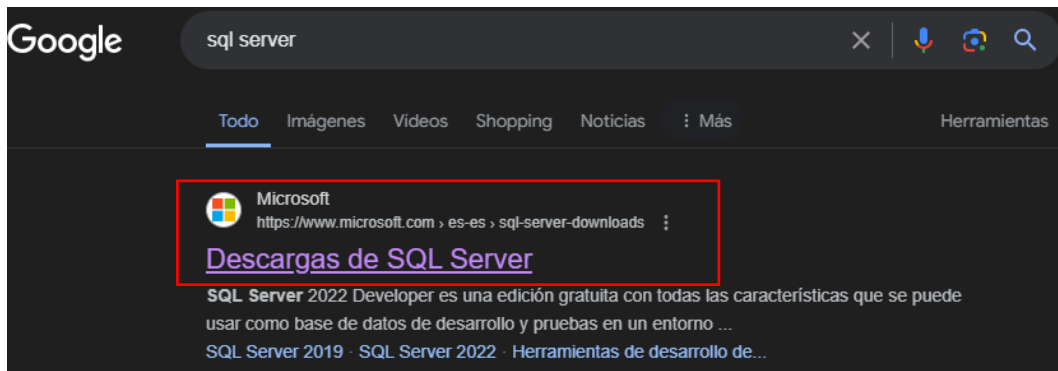 Google
sql server
Todo Imágenes Vídeos Shopping Noticias Más Herramientas
Microsoft
https://www.microsoft.com › es-es › sql-server-downloads
Descargas de SQL Server
SQL Server 2022 Developer es una edición gratuita con todas las características que se puede
usar como base de datos de desarrollo y pruebas en un entorno ...
SQL Server 2019 · SQL Server 2022 · Herramientas de desarrollo de...